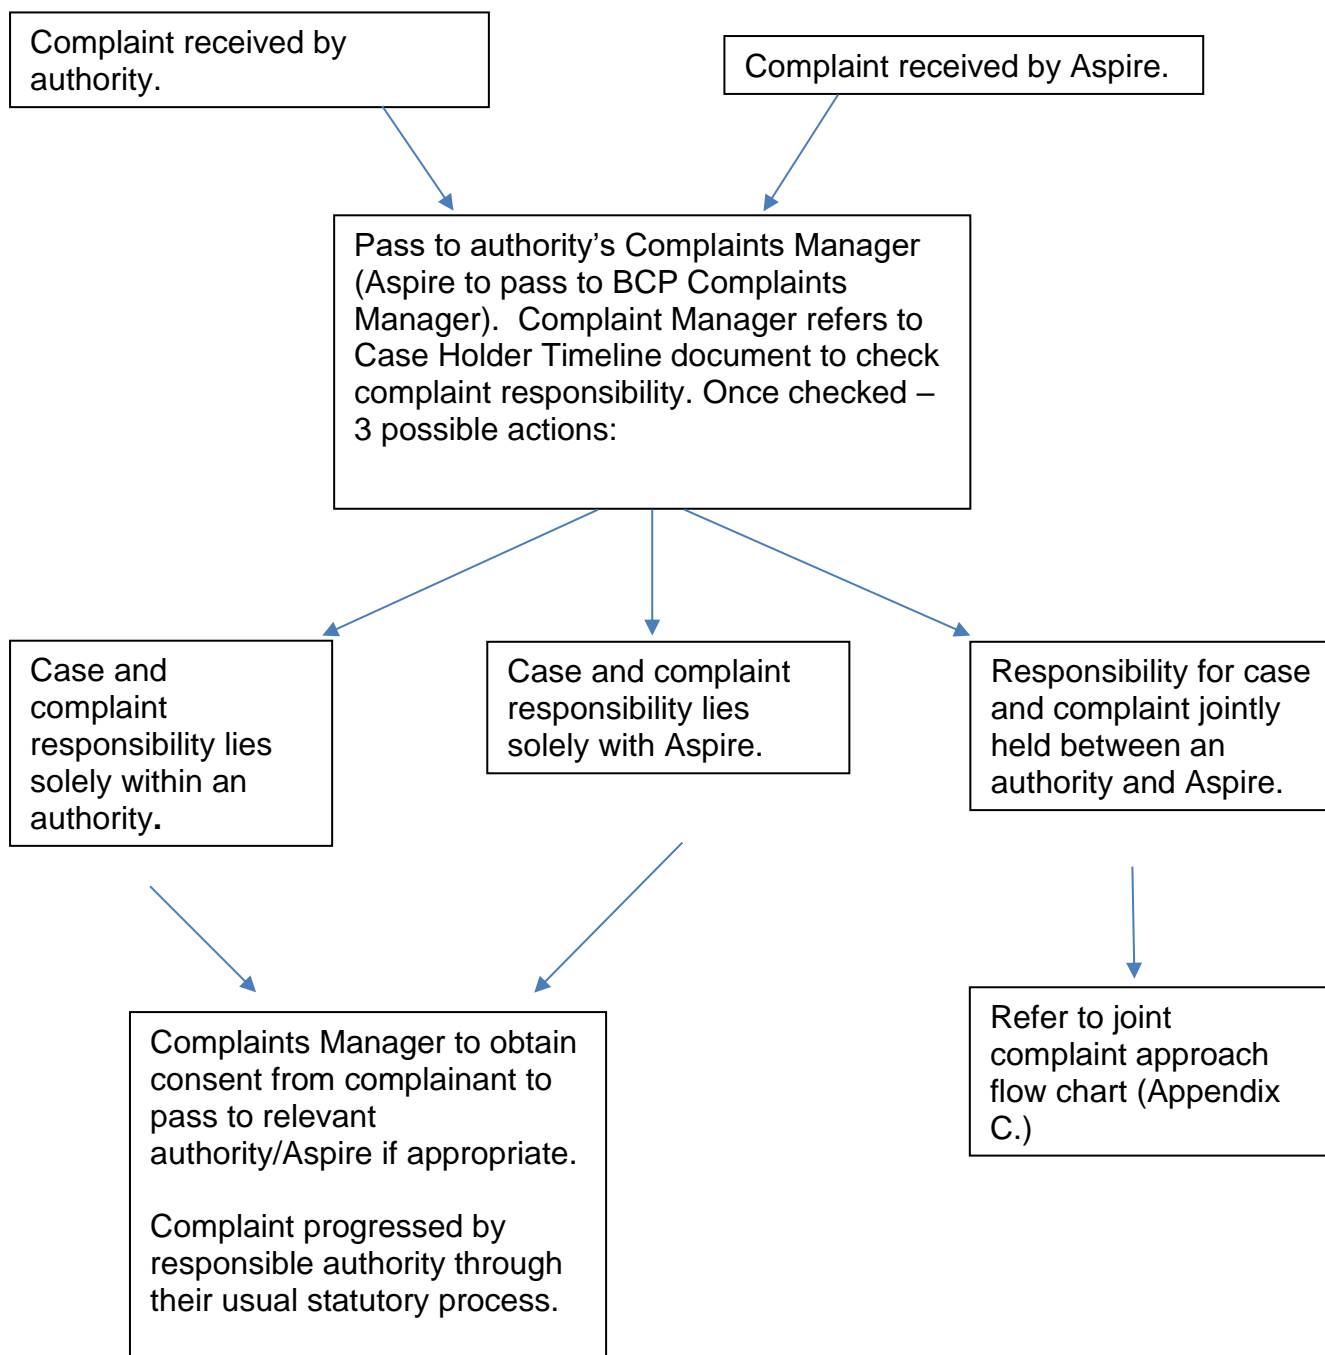 Complaint received by
authority.
Complaint received by Aspire.
Pass to authority’s Complaints Manager
(Aspire to pass to BCP Complaints
Manager).  Complaint Manager refers to
Case Holder Timeline document to check
complaint responsibility. Once checked –
3 possible actions:
Case and
complaint
responsibility lies
solely within an
authority.
Case and complaint
responsibility lies
solely with Aspire.
Responsibility for case
and complaint jointly
held between an
authority and Aspire.
Complaints Manager to obtain
consent from complainant to
pass to relevant
authority/Aspire if appropriate.
Complaint progressed by
responsible authority through
their usual statutory process.
Refer to joint
complaint approach
flow chart (Appendix
C.)